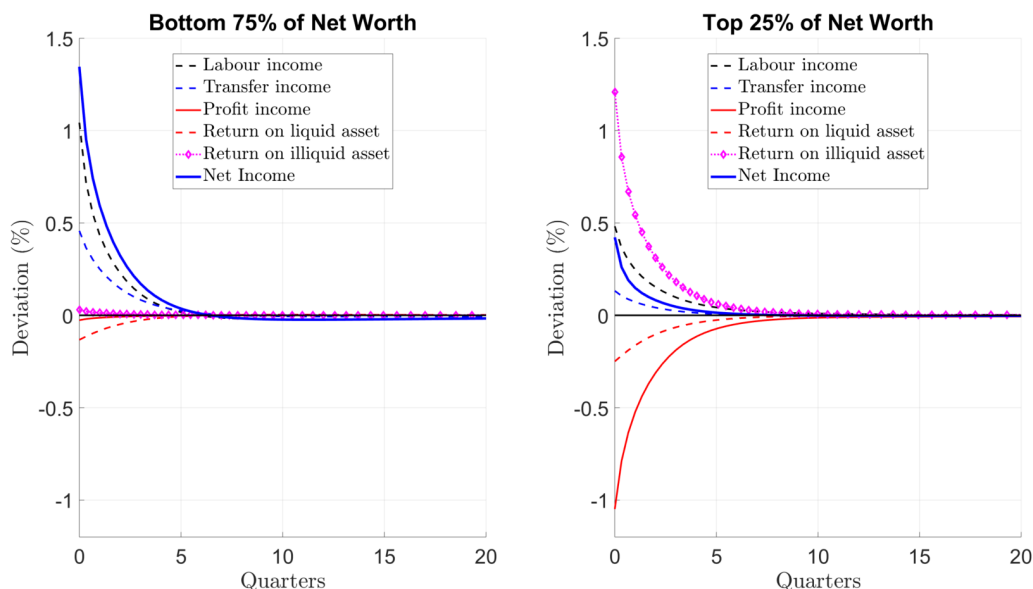 Bottom 75% of Net Worth
1.5
1
0.5
0
-0.5
-1
Deviation (%)
Labour income
Transfer income
Profit income
Return on liquid asset
Return on illiquid asset
Net Income
0 5 10 15 20
Quarters
Top 25% of Net Worth
1.5
1
0.5
0
-0.5
-1
Deviation (%)
Labour income
Transfer income
Profit income
Return on liquid asset
Return on illiquid asset
Net Income
0 5 10 15 20
Quarters